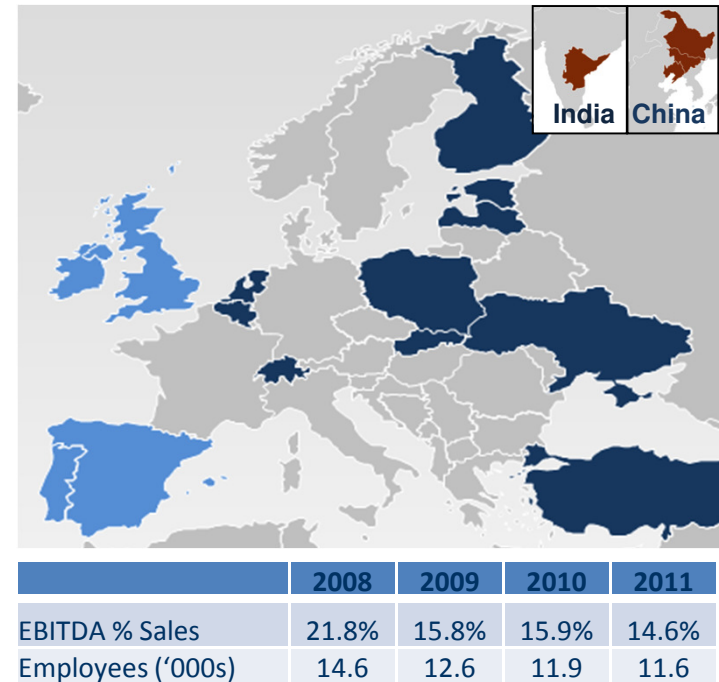 India China
2008 2009 2010 2011
EBITDA % Sales 21.8% 15.8% 15.9% 14.6%
Employees (‘000s) 14.6 12.6 11.9 11.6